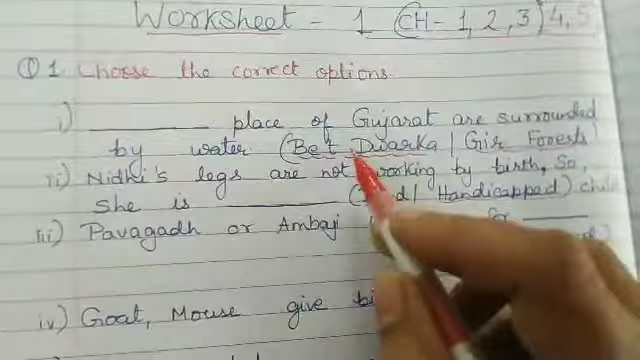 Worksheet - 1 (CH - 1, 2, 3) 4, 5
Q 1. Choose the correct options.
i) ________ place of Gujarat are surrounded
by water (Bet Dwarka / Gir Forests)
ii) Nidhi's legs are not working by birth, So,
She is ________ / Handicapped) child
iii) Pavagadh or Ambaji for ________
iv) Goat, Mouse give